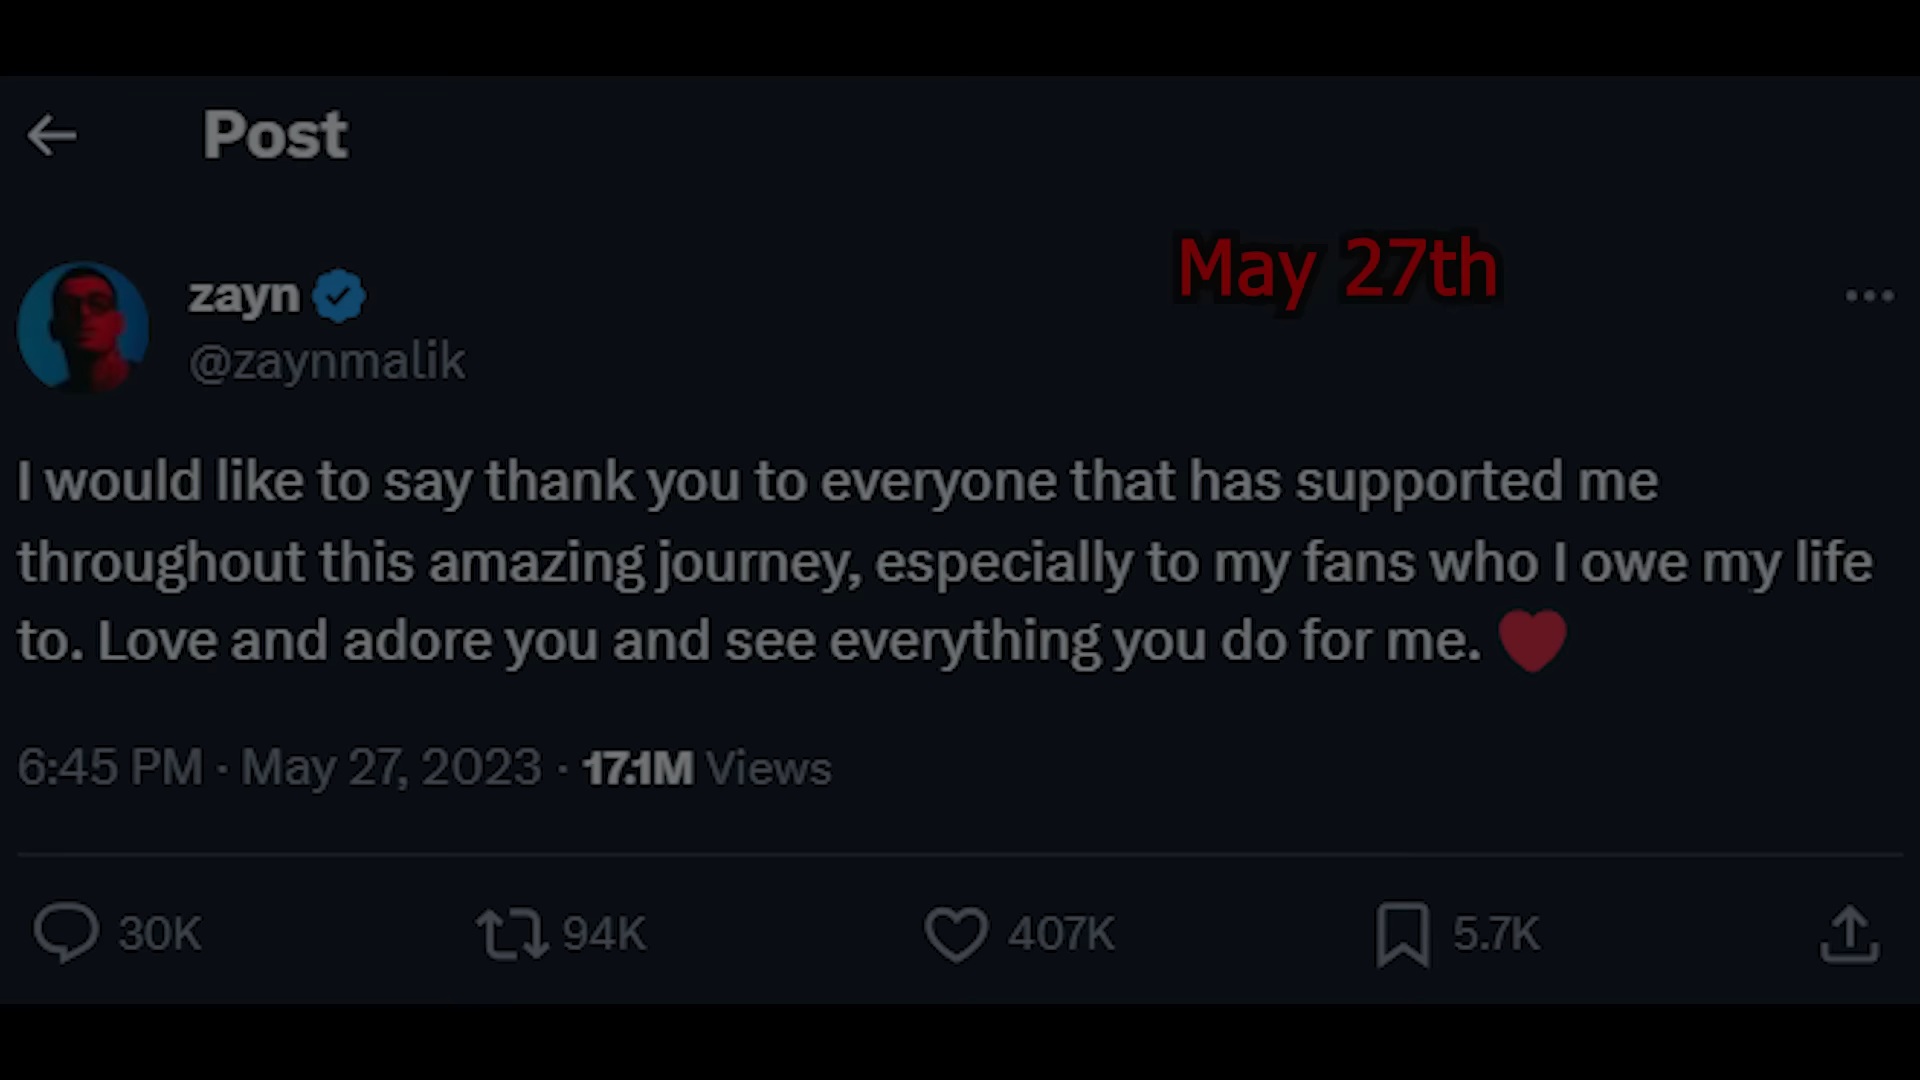 Post
May 27th
zayn
@zaynmalik
I would like to say thank you to everyone that has supported me
throughout this amazing journey, especially to my fans who I owe my life
to. Love and adore you and see everything you do for me. ❤️
6:45 PM · May 27, 2023 · 17.1M Views
30K 94K 407K 5.7K